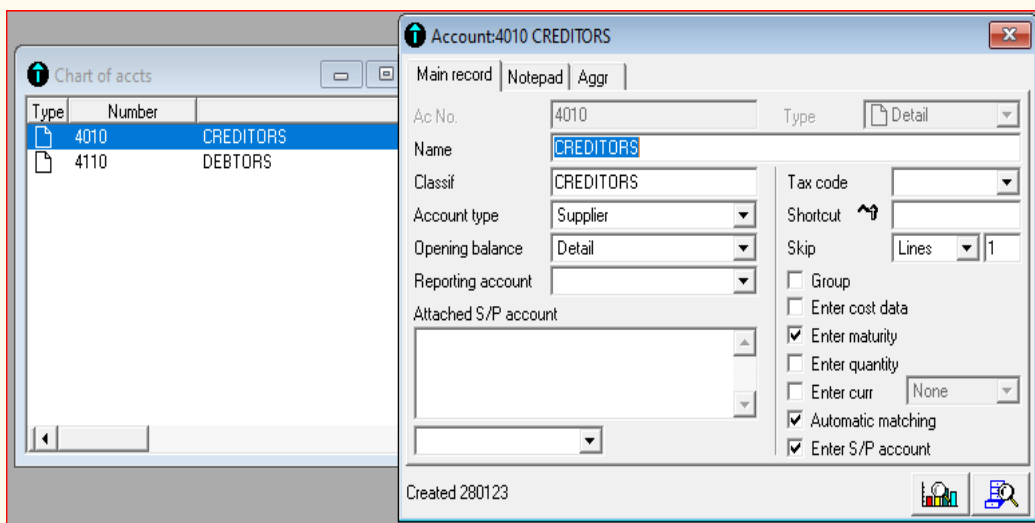 Chart of accts
Type Number
4010 CREDITORS
4110 DEBTORS
Account:4010 CREDITORS
Main record Notepad Aggr
Ac No. 4010 Type Detail
Name CREDITORS
Classif CREDITORS Tax code
Account type Supplier Shortcut
Opening balance Detail Skip Lines 1
Reporting account Group
Attached S/P account Enter cost data
Enter maturity
Enter quantity
Enter curr None
Automatic matching
Enter S/P account
Created 280123